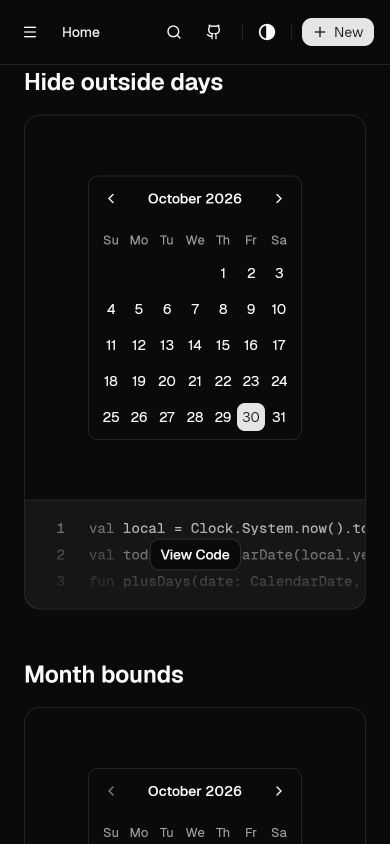 Home
New
Hide outside days
October 2026
Su Mo Tu We Th Fr Sa
1 2 3
4 5 6 7 8 9 10
11 12 13 14 15 16 17
18 19 20 21 22 23 24
25 26 27 28 29 30 31
1 val local = Clock.System.now().to
2 val tod arDate(local.ye
View Code
3 fun plusDays(date: CalendarDate,
Month bounds
October 2026
Su Mo Tu We Th Fr Sa